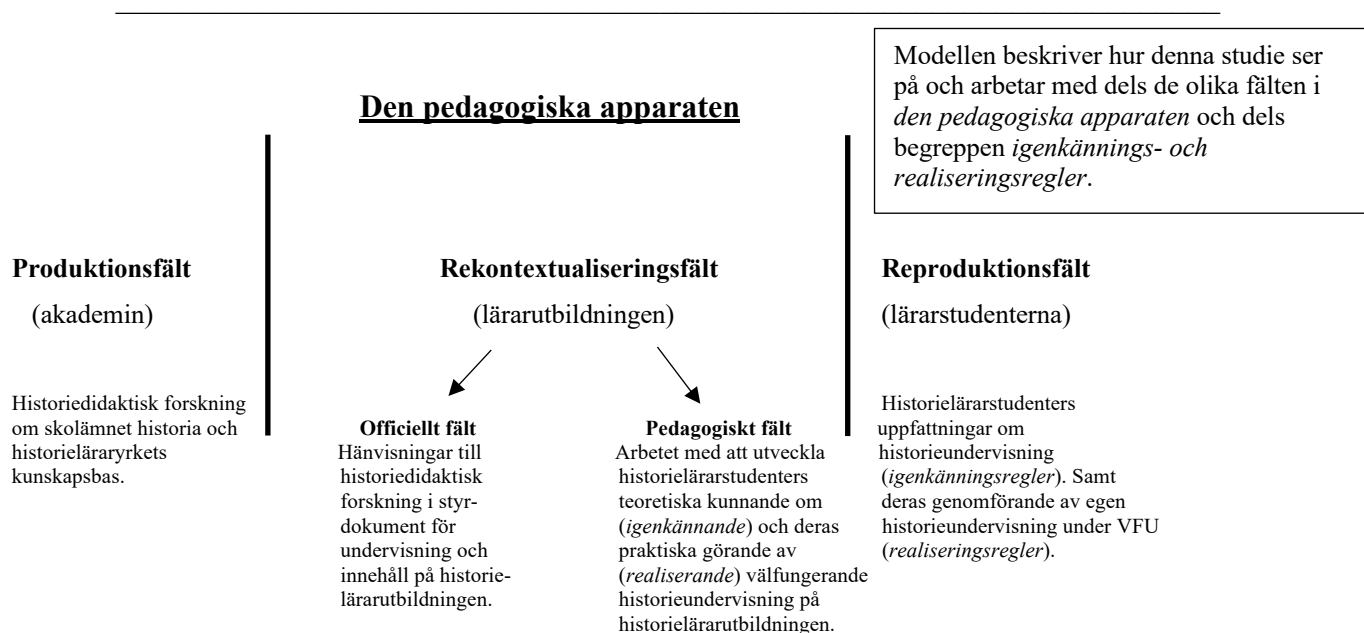 Modellen beskriver hur denna studie ser
på och arbetar med dels de olika fälten i
den pedagogiska apparaten och dels
begreppen igenkännings- och
realiseringsregler.
Den pedagogiska apparaten
Produktionsfält
(akademin)
Historiedidaktisk forskning
om skolämnet historia och
historieläraryrkets
kunskapsbas.
Rekontextualiseringsfält
(lärarutbildningen)
Officiellt fält
Hänvisningar till
historiedidaktisk
forskning i styr-
dokument för
undervisning och
innehåll på historie-
lärarutbildningen.
Pedagogiskt fält
Arbetet med att utveckla
historielärarstudenters
teoretiska kunnande om
(igenkännande) och deras
praktiska görande av
(realiserande) välfungerande
historieundervisning på
historielärarutbildningen.
Reproduktionsfält
(lärarstudenterna)
Historielärarstudenters
uppfattningar om
historieundervisning
(igenkänningsregler). Samt
deras genomförande av egen
historieundervisning under VFU
(realiseringsregler).